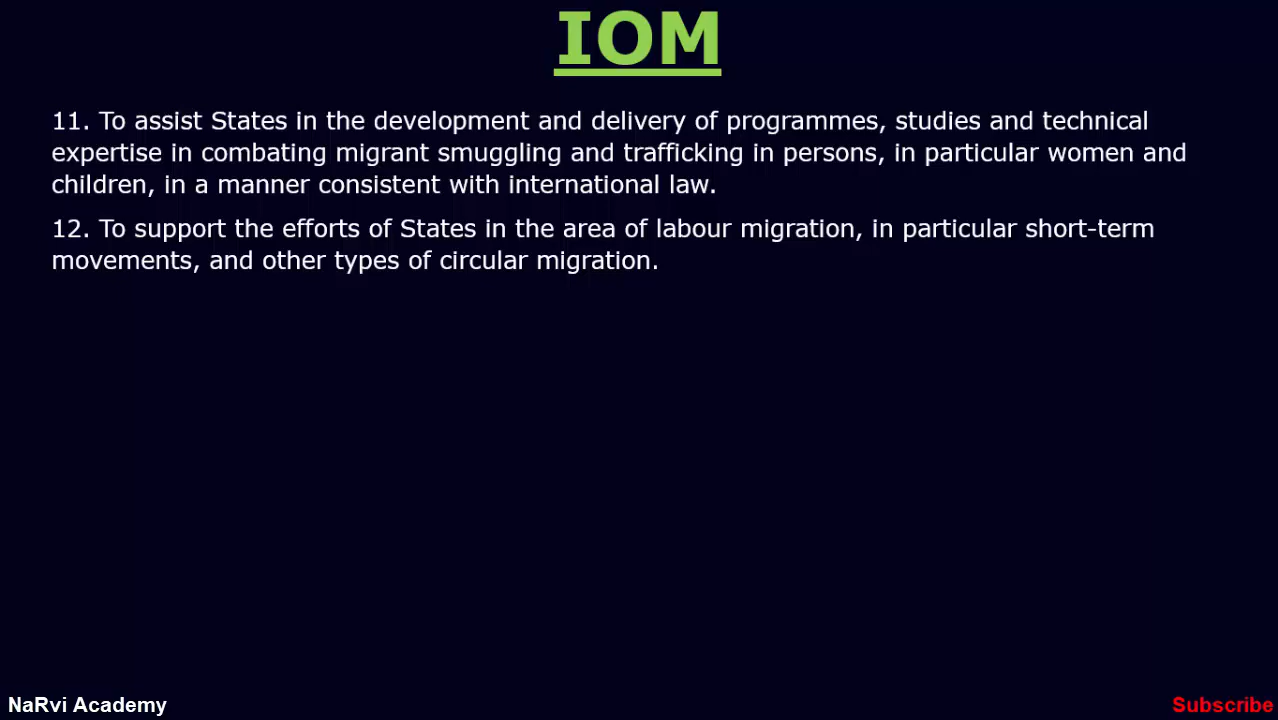 IOM
11. To assist States in the development and delivery of programmes, studies and technical
expertise in combating migrant smuggling and trafficking in persons, in particular women and
children, in a manner consistent with international law.
12. To support the efforts of States in the area of labour migration, in particular short-term
movements, and other types of circular migration.
NaRvi Academy
Subscribe